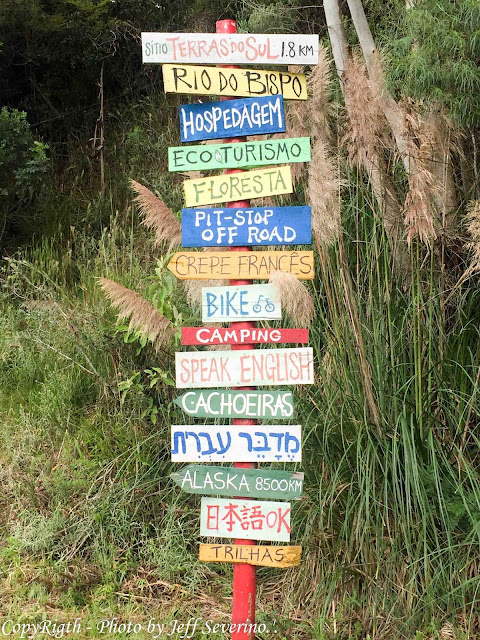 SÍTIO TERRAS DO SUL 1.8 KM
RIO DO BISPO
HOSPEDAGEM
ECOTURISMO
FLORESTA
PIT-STOP
OFF ROAD
CREPE FRANCÊS
BIKE
CAMPING
SPEAK ENGLISH
CACHOEIRAS
מְדַבֵּר עִבְרִית
ALASKA 8500KM
日本語OK
TRILHAS
CopyRigth - Photo by Jeff Severino.'.